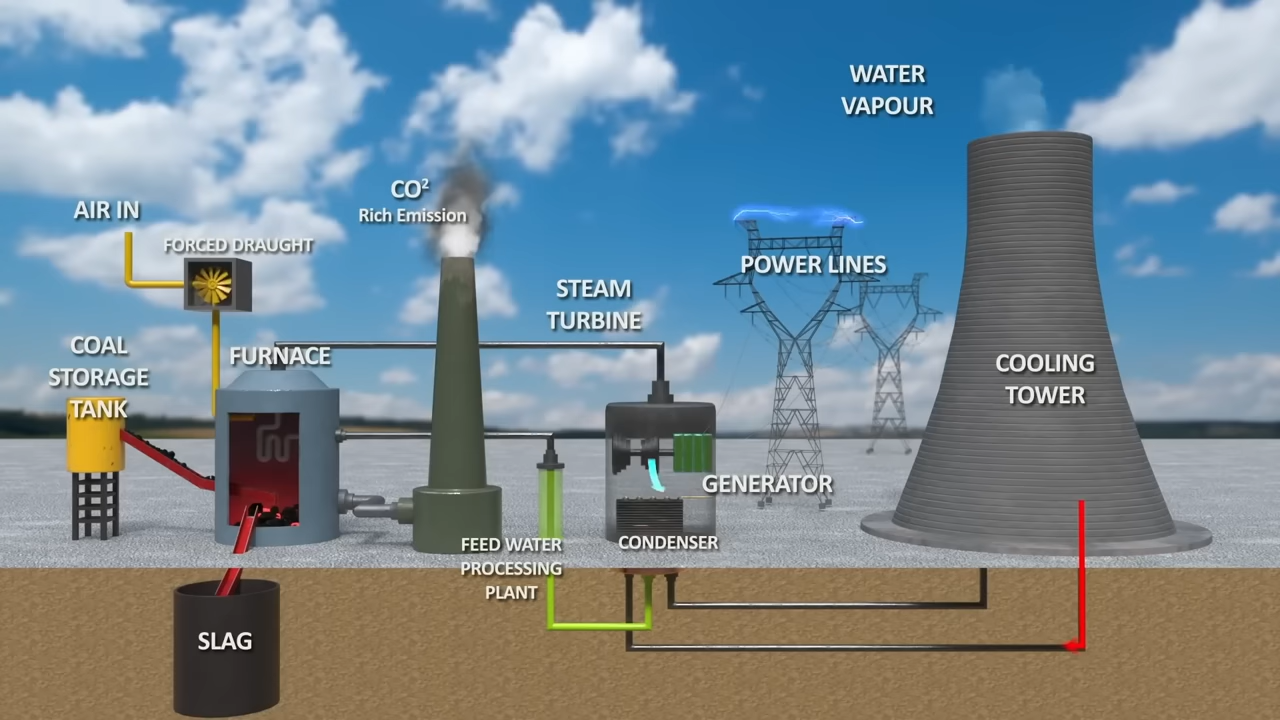 WATER
VAPOUR
CO²
Rich Emission
AIR IN
FORCED DRAUGHT
POWER LINES
STEAM
TURBINE
COAL
STORAGE
TANK
FURNACE
COOLING
TOWER
GENERATOR
FEED WATER
PROCESSING
PLANT
CONDENSER
SLAG